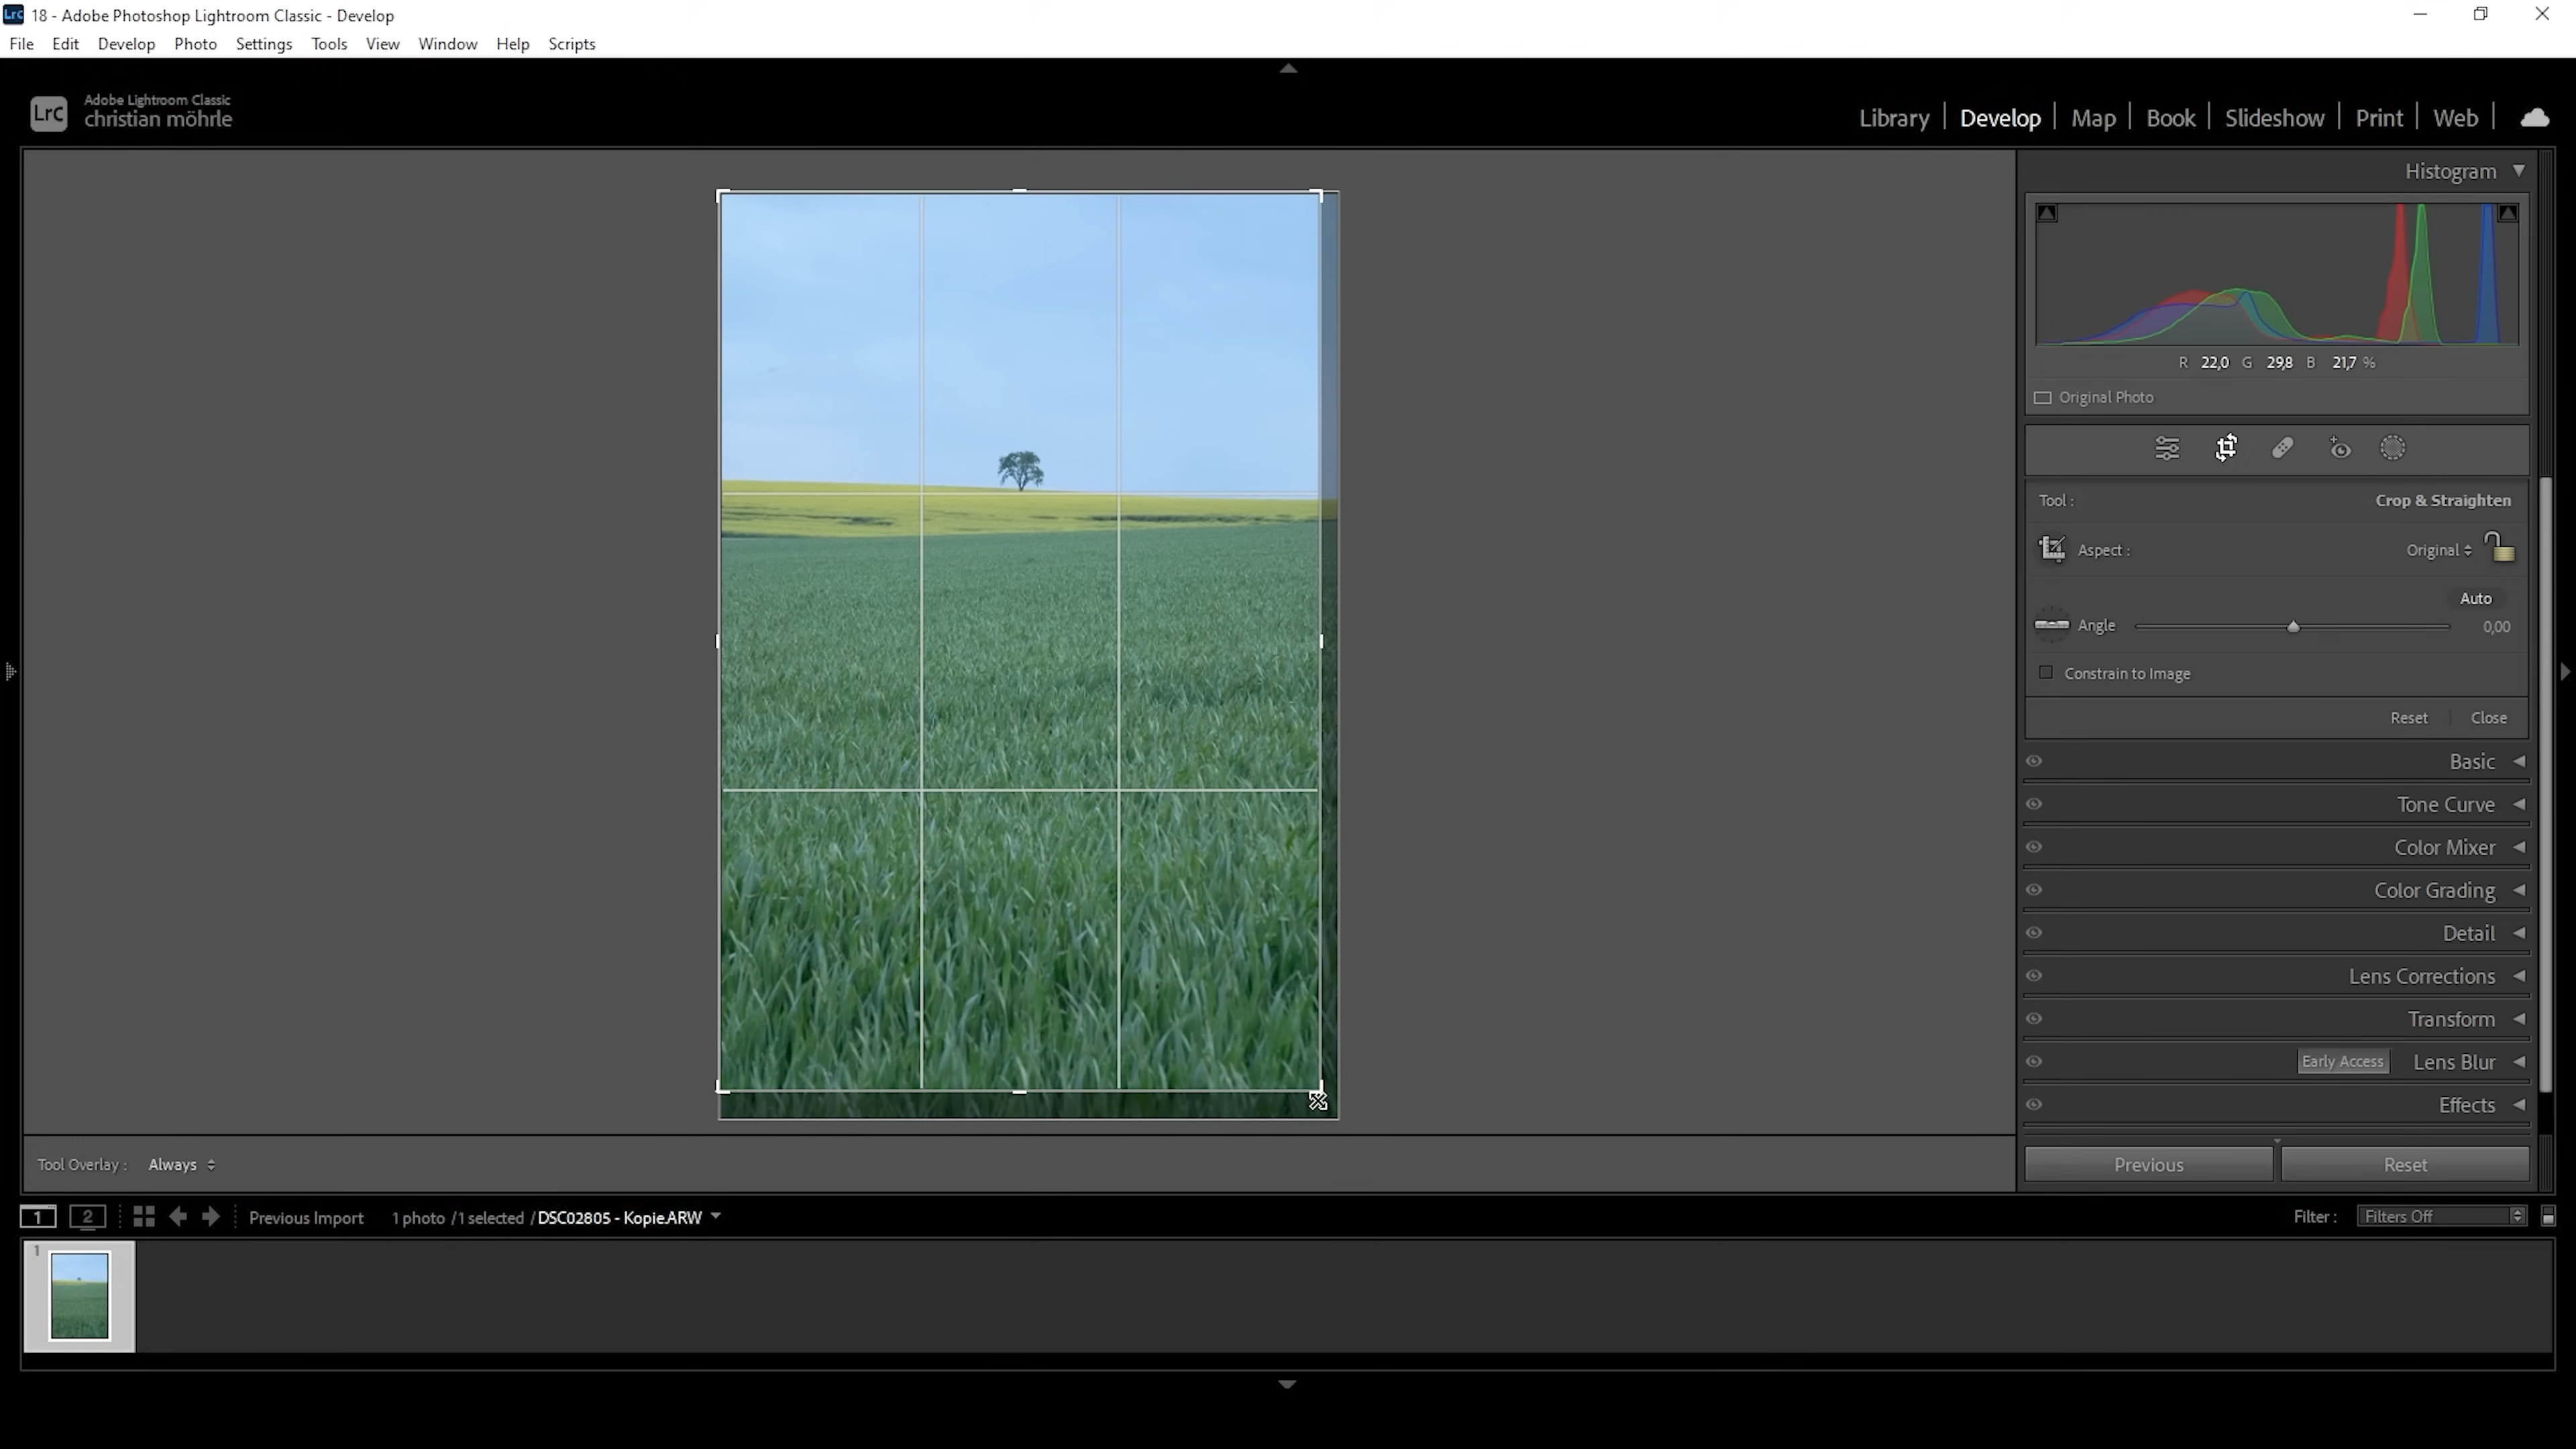 Lrc 18 - Adobe Photoshop Lightroom Classic - Develop
File Edit Develop Photo Settings Tools View Window Help Scripts
Lrc
Adobe Lightroom Classic
christian möhrle
Library | Develop | Map | Book | Slideshow | Print | Web |
Histogram
R 22,0 G 29,8 B 21,7 %
Original Photo
Tool : Crop & Straighten
Aspect : Original
Auto
Angle 0,00
Constrain to Image
Reset Close
Basic
Tone Curve
Color Mixer
Color Grading
Detail
Lens Corrections
Transform
Early Access Lens Blur
Effects
Tool Overlay : Always
Previous Reset
1 2 Previous Import 1 photo / 1 selected / DSC02805 - Kopie.ARW Filter : Filters Off
1